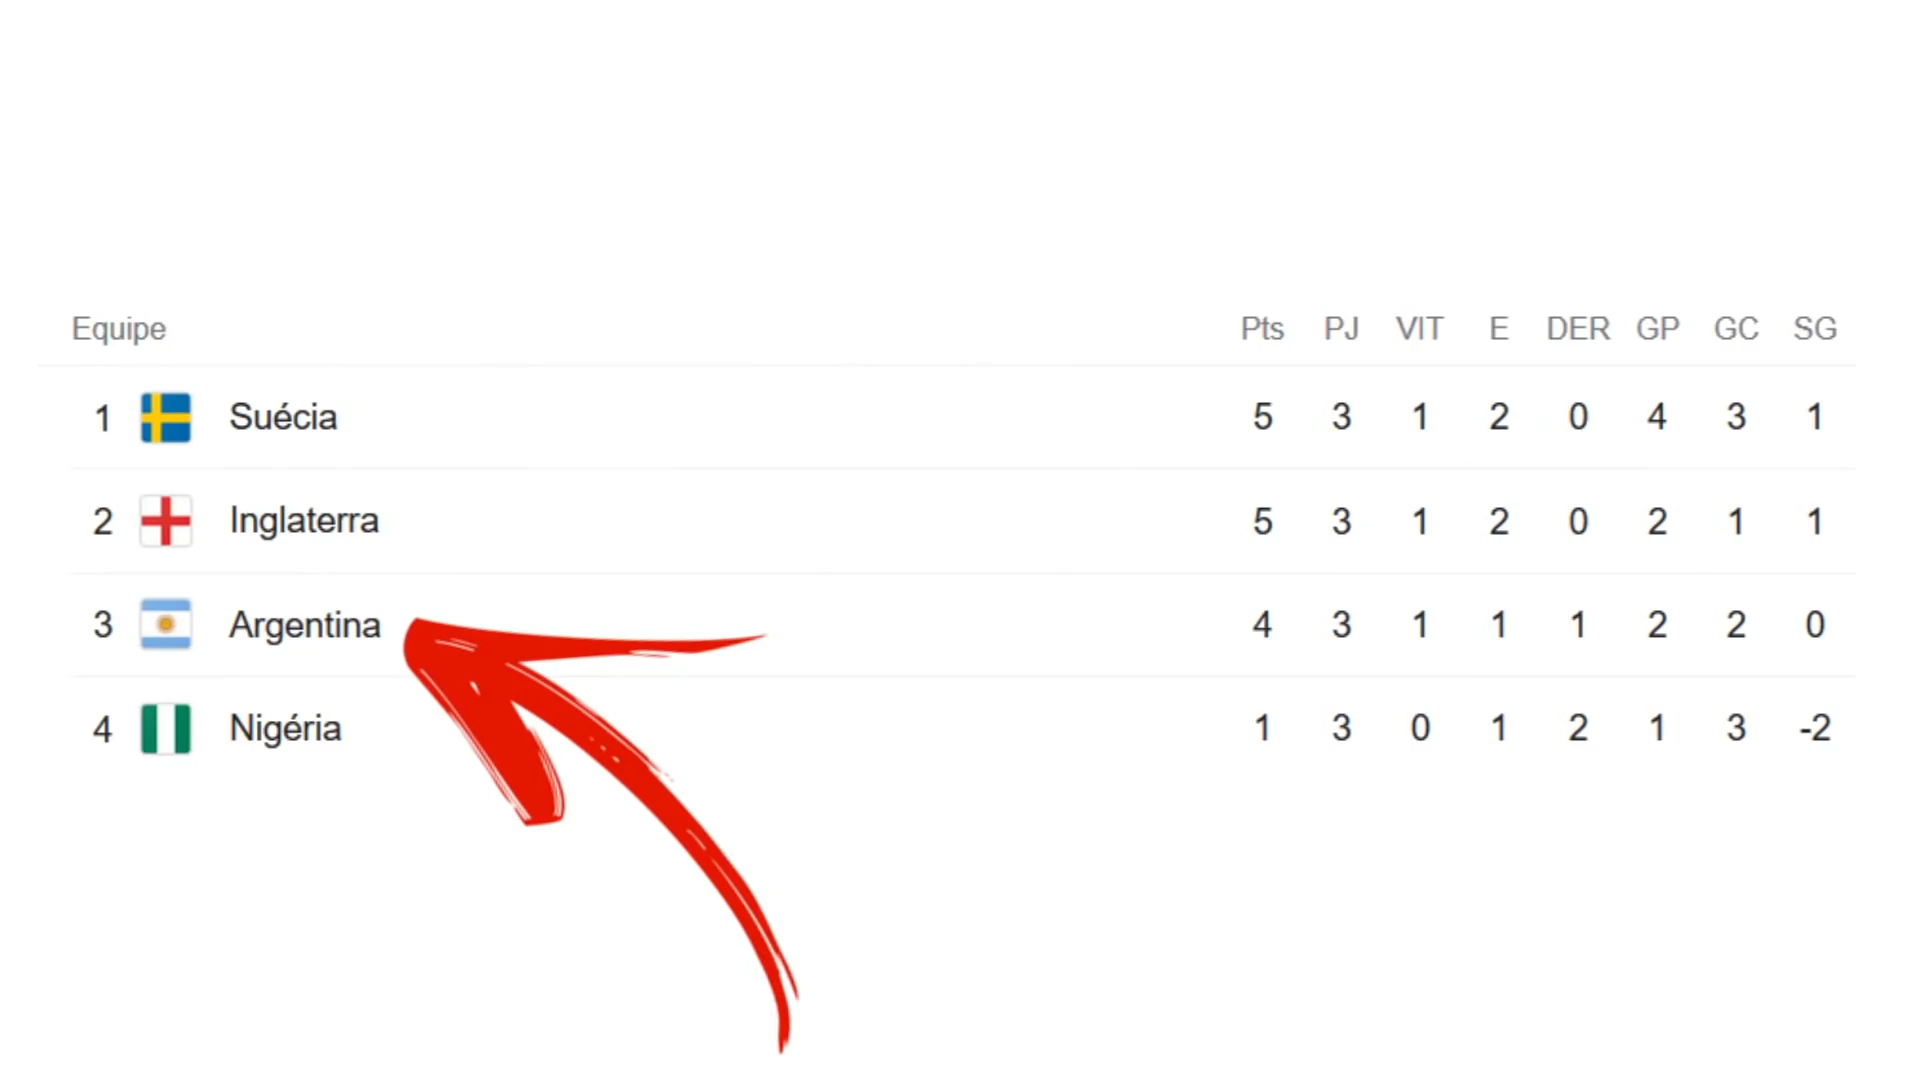 Equipe Pts PJ VIT E DER GP GC SG
1 Suécia 5 3 1 2 0 4 3 1
2 Inglaterra 5 3 1 2 0 2 1 1
3 Argentina 4 3 1 1 1 2 2 0
4 Nigéria 1 3 0 1 2 1 3 -2